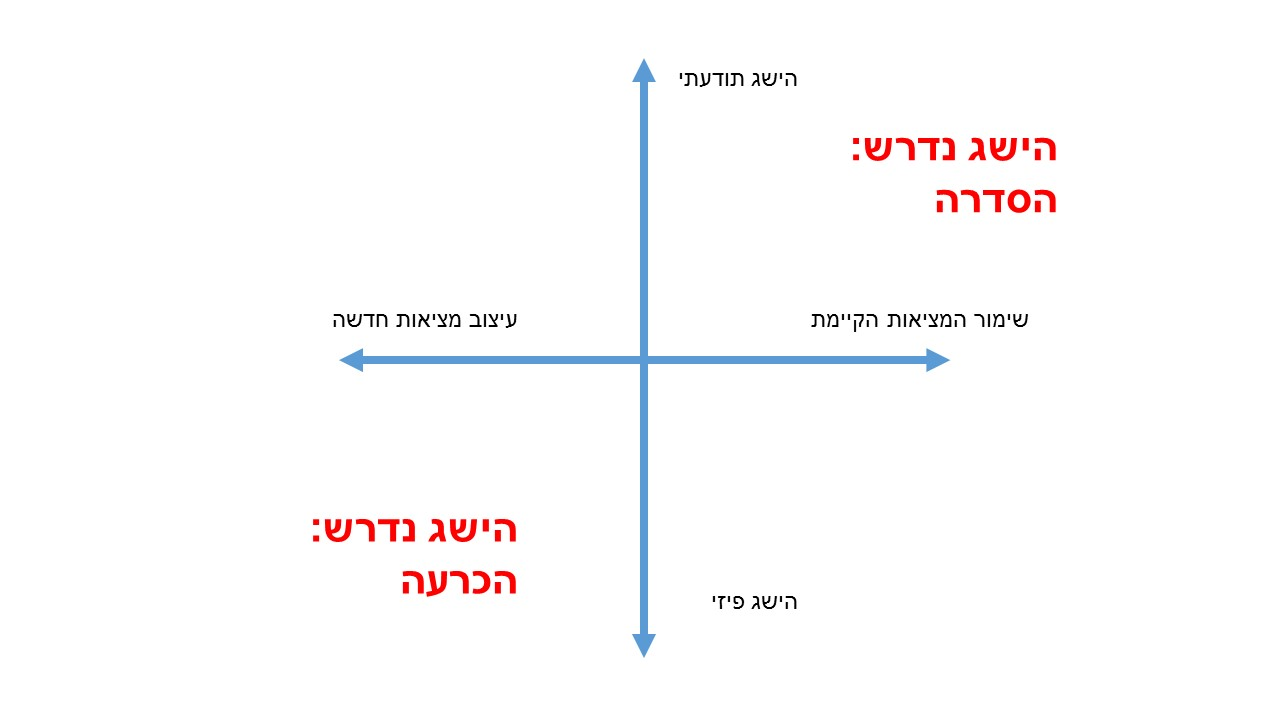 הישג תודעתי
הישג נדרש:
הסדרה
שימור המציאות הקיימת
עיצוב מציאות חדשה
הישג נדרש:
הכרעה
הישג פיזי